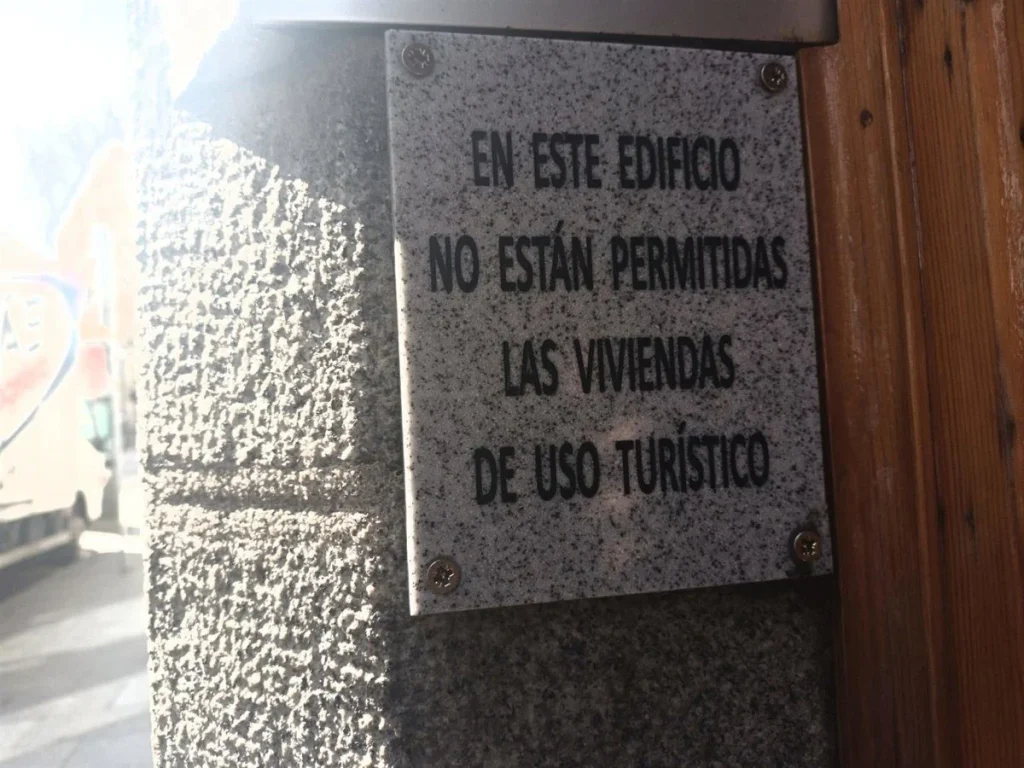 EN ESTE EDIFICIO
NO ESTÁN PERMITIDAS
LAS VIVIENDAS
DE USO TURÍSTICO